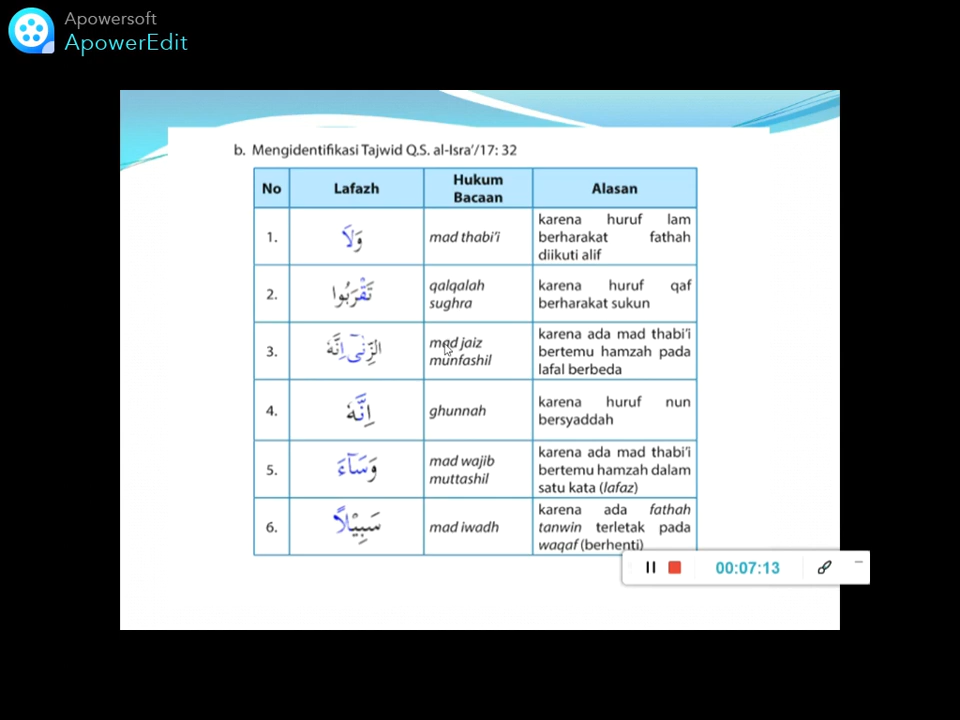 Apowersoft
ApowerEdit
b. Mengidentifikasi Tajwid Q.S. al-Isra'/17: 32
No Lafazh Hukum Bacaan Alasan
1. وَلَا mad thabi'i karena huruf lam berharakat fathah diikuti alif
2. تَقْرَبُوا qalqalah sughra karena huruf qaf berharakat sukun
3. الزِّنٰىٓ اِنَّهٗ mad jaiz munfashil karena ada mad thabi'i bertemu hamzah pada lafal berbeda
4. اِنَّهٗ ghunnah karena huruf nun bersyaddah
5. وَسَآءَ mad wajib muttashil karena ada mad thabi'i bertemu hamzah dalam satu kata (lafaz)
6. سَبِيْلًا mad iwadh karena ada fathah tanwin terletak pada waqaf (berhenti)
00:07:13